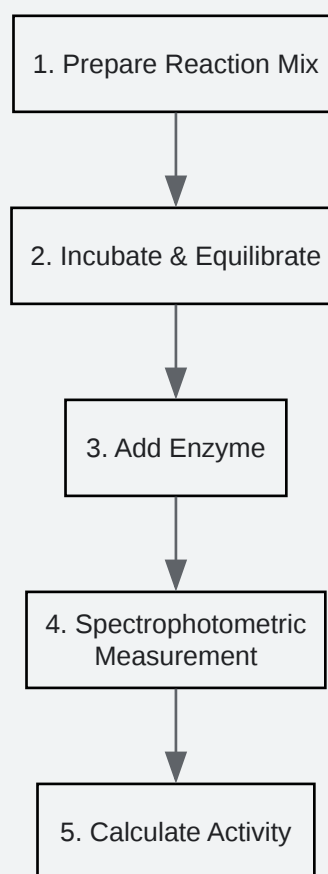 1. Prepare Reaction Mix
2. Incubate & Equilibrate
3. Add Enzyme
4. Spectrophotometric
Measurement
5. Calculate Activity